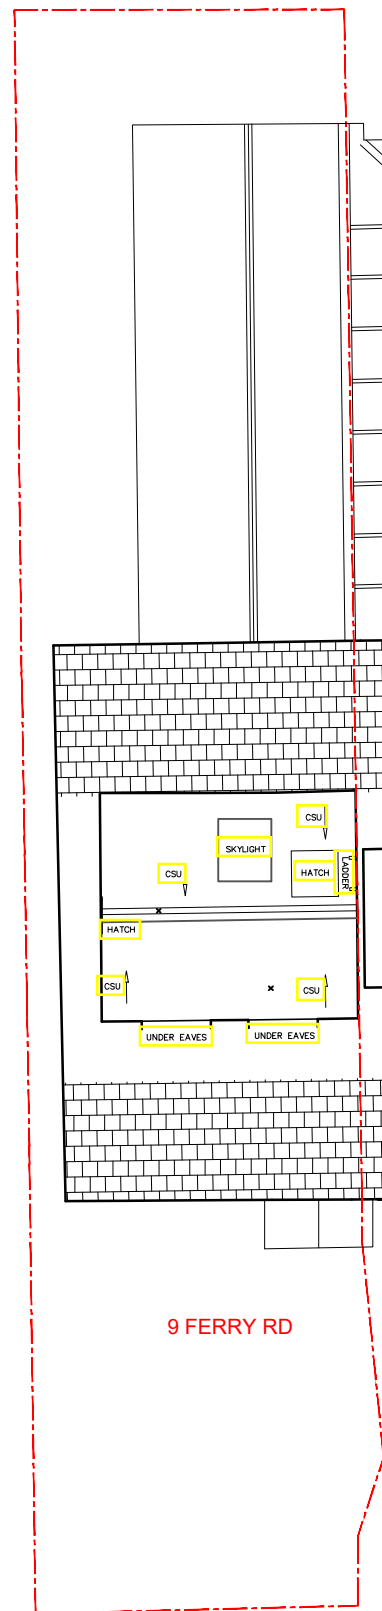 CSU
SKYLIGHT
CSU
HATCH
LADDER
HATCH
CSU
CSU
UNDER EAVES
UNDER EAVES
9 FERRY RD